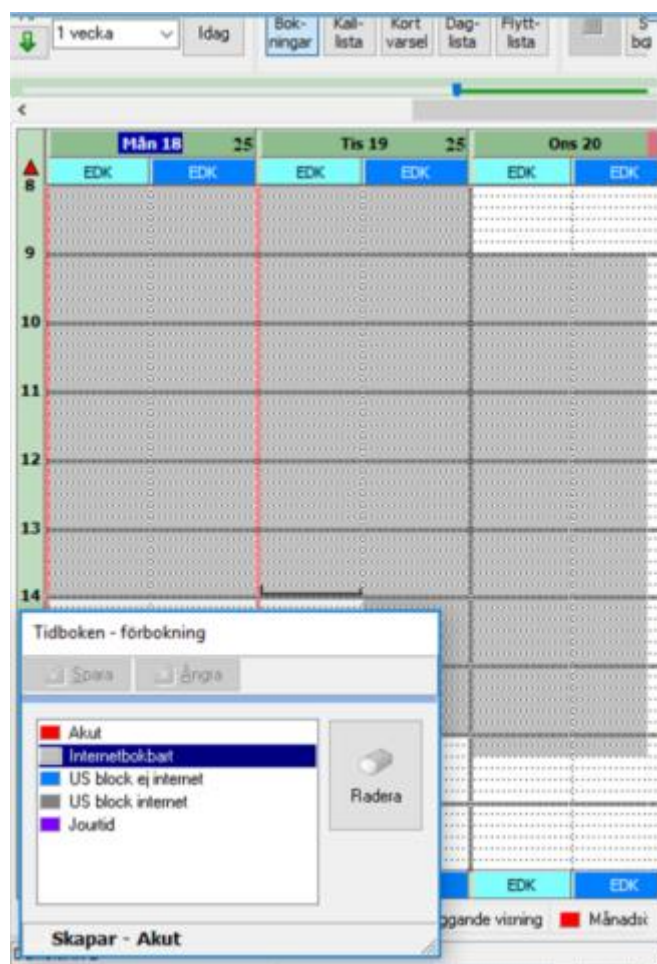 1 vecka
Idag
Bok-
ningar
Kall-
lista
Kort
varsel
Dag-
lista
Flytt-
lista
<
Mån 18 25 Tis 19 25 Ons 20
EDK EDK EDK EDK EDK EDK
8
9
10
11
12
13
14
Tidboken - förbokning
Spara Ångra
Akut
Internetbokbart
US block ej internet
US block internet
Jourtid
Radera
EDK EDK
ggande visning Månads
Skapar - Akut